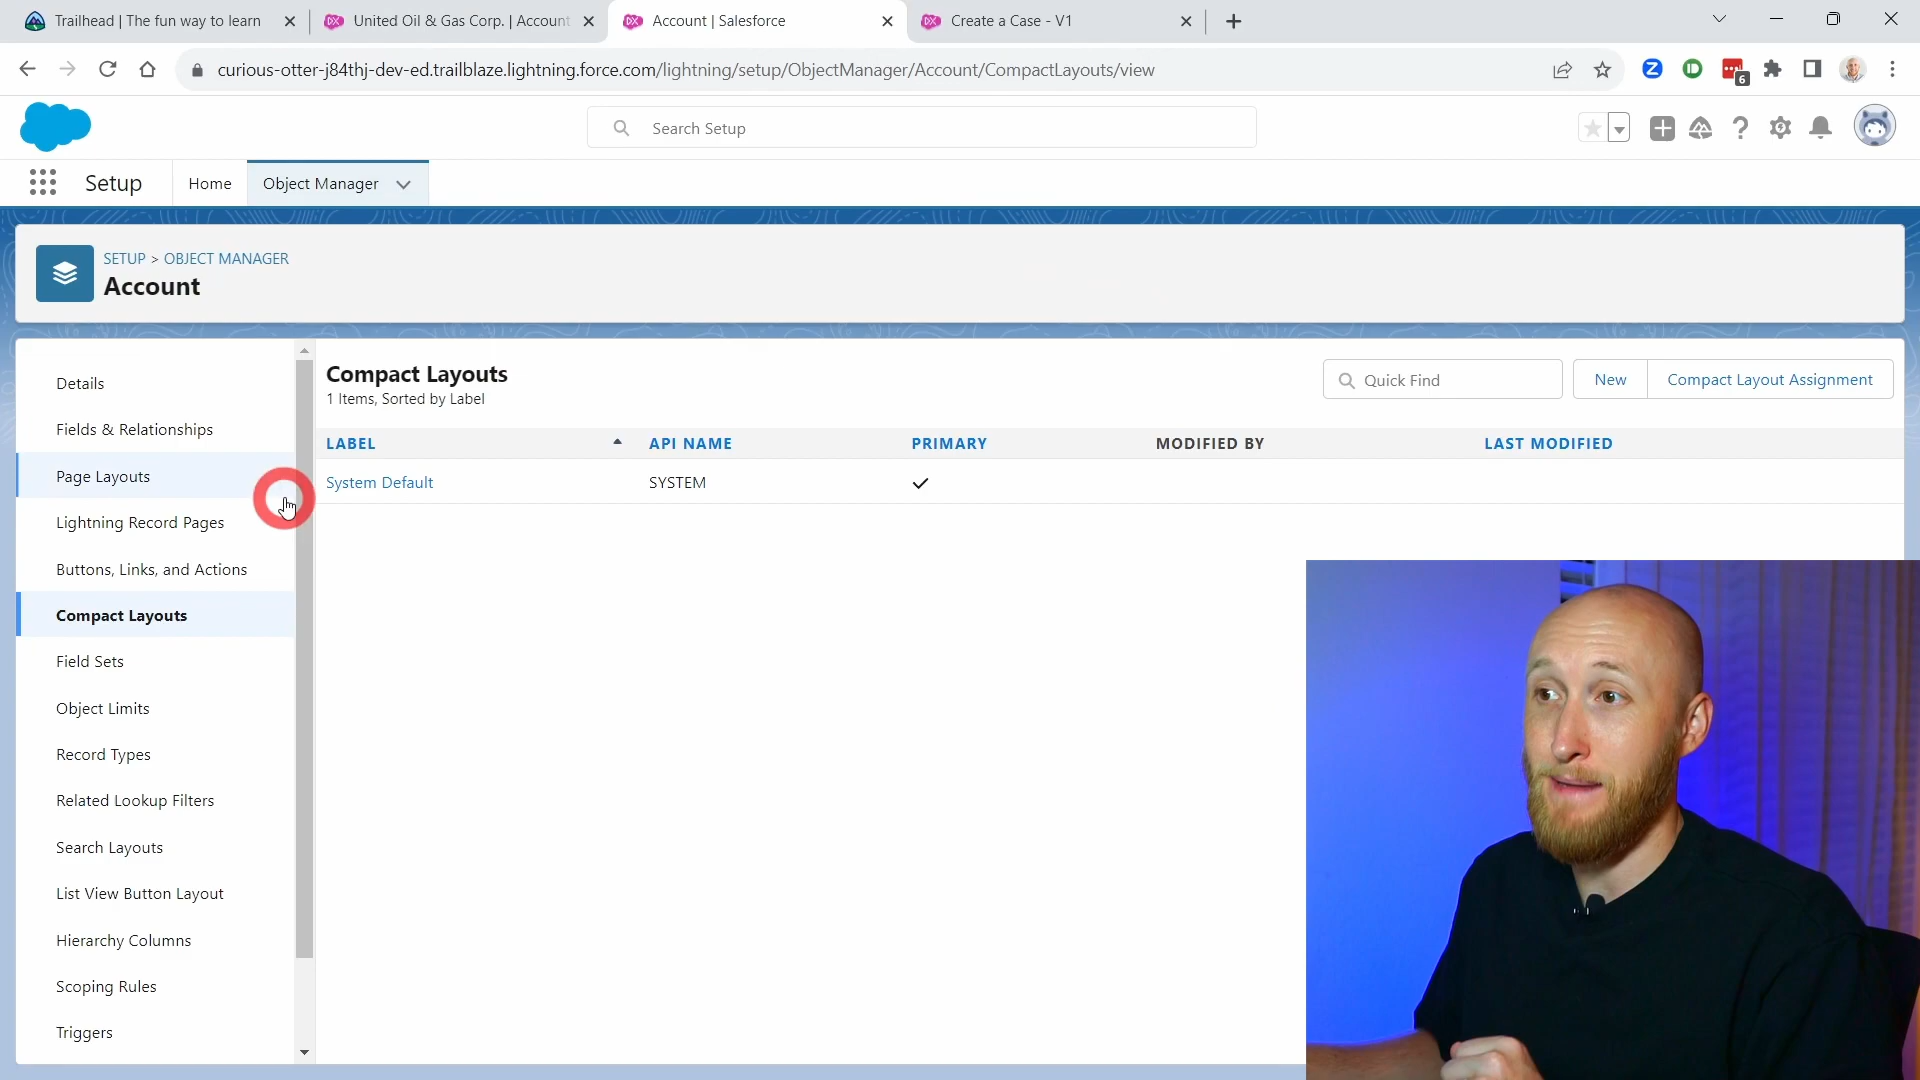 Trailhead | The fun way to learn
United Oil & Gas Corp. | Account
Account | Salesforce
Create a Case - V1
curious-otter-j84thj-dev-ed.trailblaze.lightning.force.com/lightning/setup/ObjectManager/Account/CompactLayouts/view
Z
6
Search Setup
Setup
Home
Object Manager
SETUP > OBJECT MANAGER
Account
Details
Fields & Relationships
Page Layouts
Lightning Record Pages
Buttons, Links, and Actions
Compact Layouts
Field Sets
Object Limits
Record Types
Related Lookup Filters
Search Layouts
List View Button Layout
Hierarchy Columns
Scoping Rules
Triggers
Compact Layouts
1 Items, Sorted by Label
Quick Find
New
Compact Layout Assignment
LABEL
API NAME
PRIMARY
MODIFIED BY
LAST MODIFIED
System Default
SYSTEM